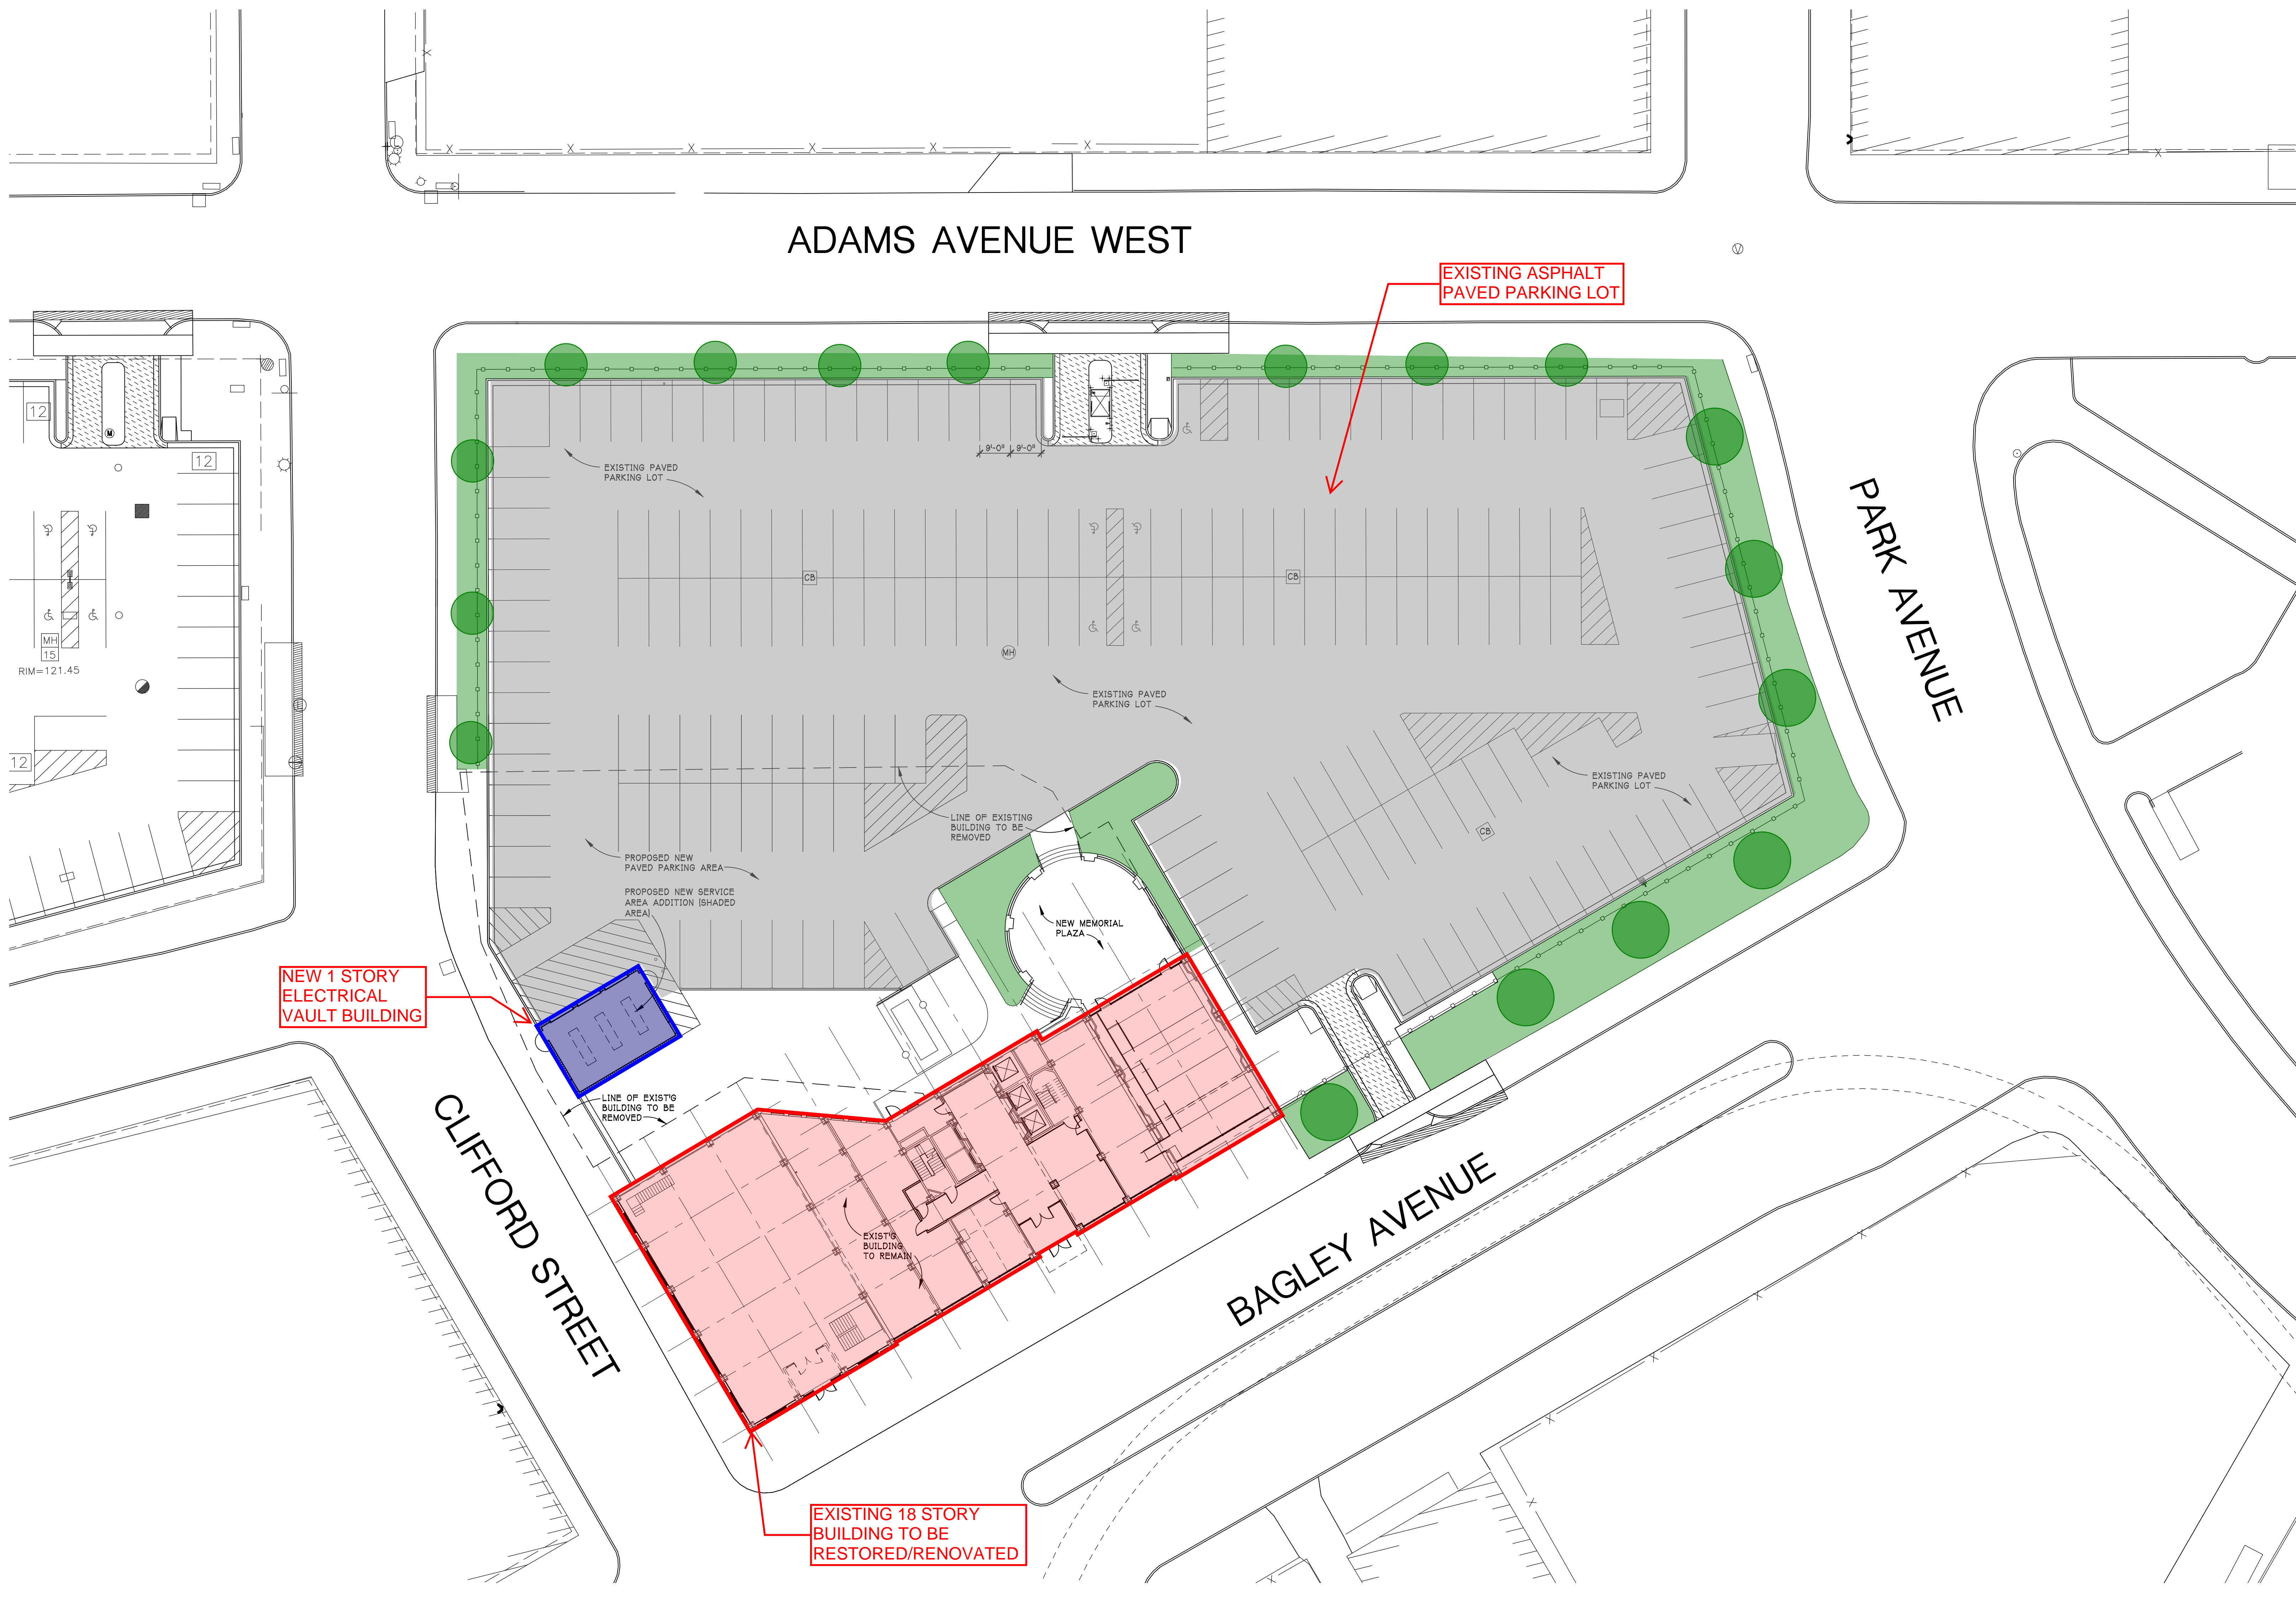 ADAMS AVENUE WEST
EXISTING ASPHALT
PAVED PARKING LOT
12
12
MH
15
RIM=121.45
12
M
V
EXISTING PAVED
PARKING LOT
9'-0"
9'-0"
CB
CB
MH
EXISTING PAVED
PARKING LOT
EXISTING PAVED
PARKING LOT
CB
PARK AVENUE
LINE OF EXISTING
BUILDING TO BE
REMOVED
PROPOSED NEW
PAVED PARKING AREA
PROPOSED NEW SERVICE
AREA ADDITION (SHADED
AREA)
NEW MEMORIAL
PLAZA
NEW 1 STORY
ELECTRICAL
VAULT BUILDING
LINE OF EXIST'G
BUILDING TO BE
REMOVED
CLIFFORD STREET
EXIST'G
BUILDING
TO REMAIN
BAGLEY AVENUE
EXISTING 18 STORY
BUILDING TO BE
RESTORED/RENOVATED